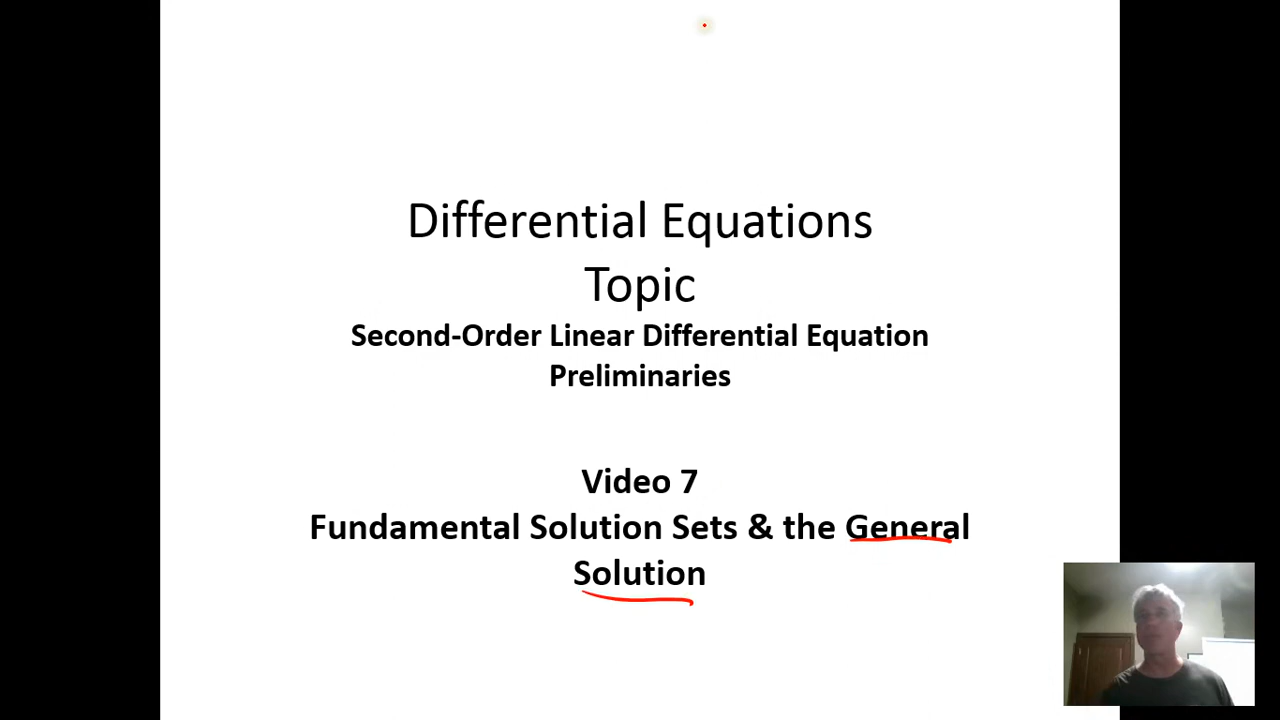 Differential Equations
Topic
Second-Order Linear Differential Equation
Preliminaries
Video 7
Fundamental Solution Sets & the General
Solution